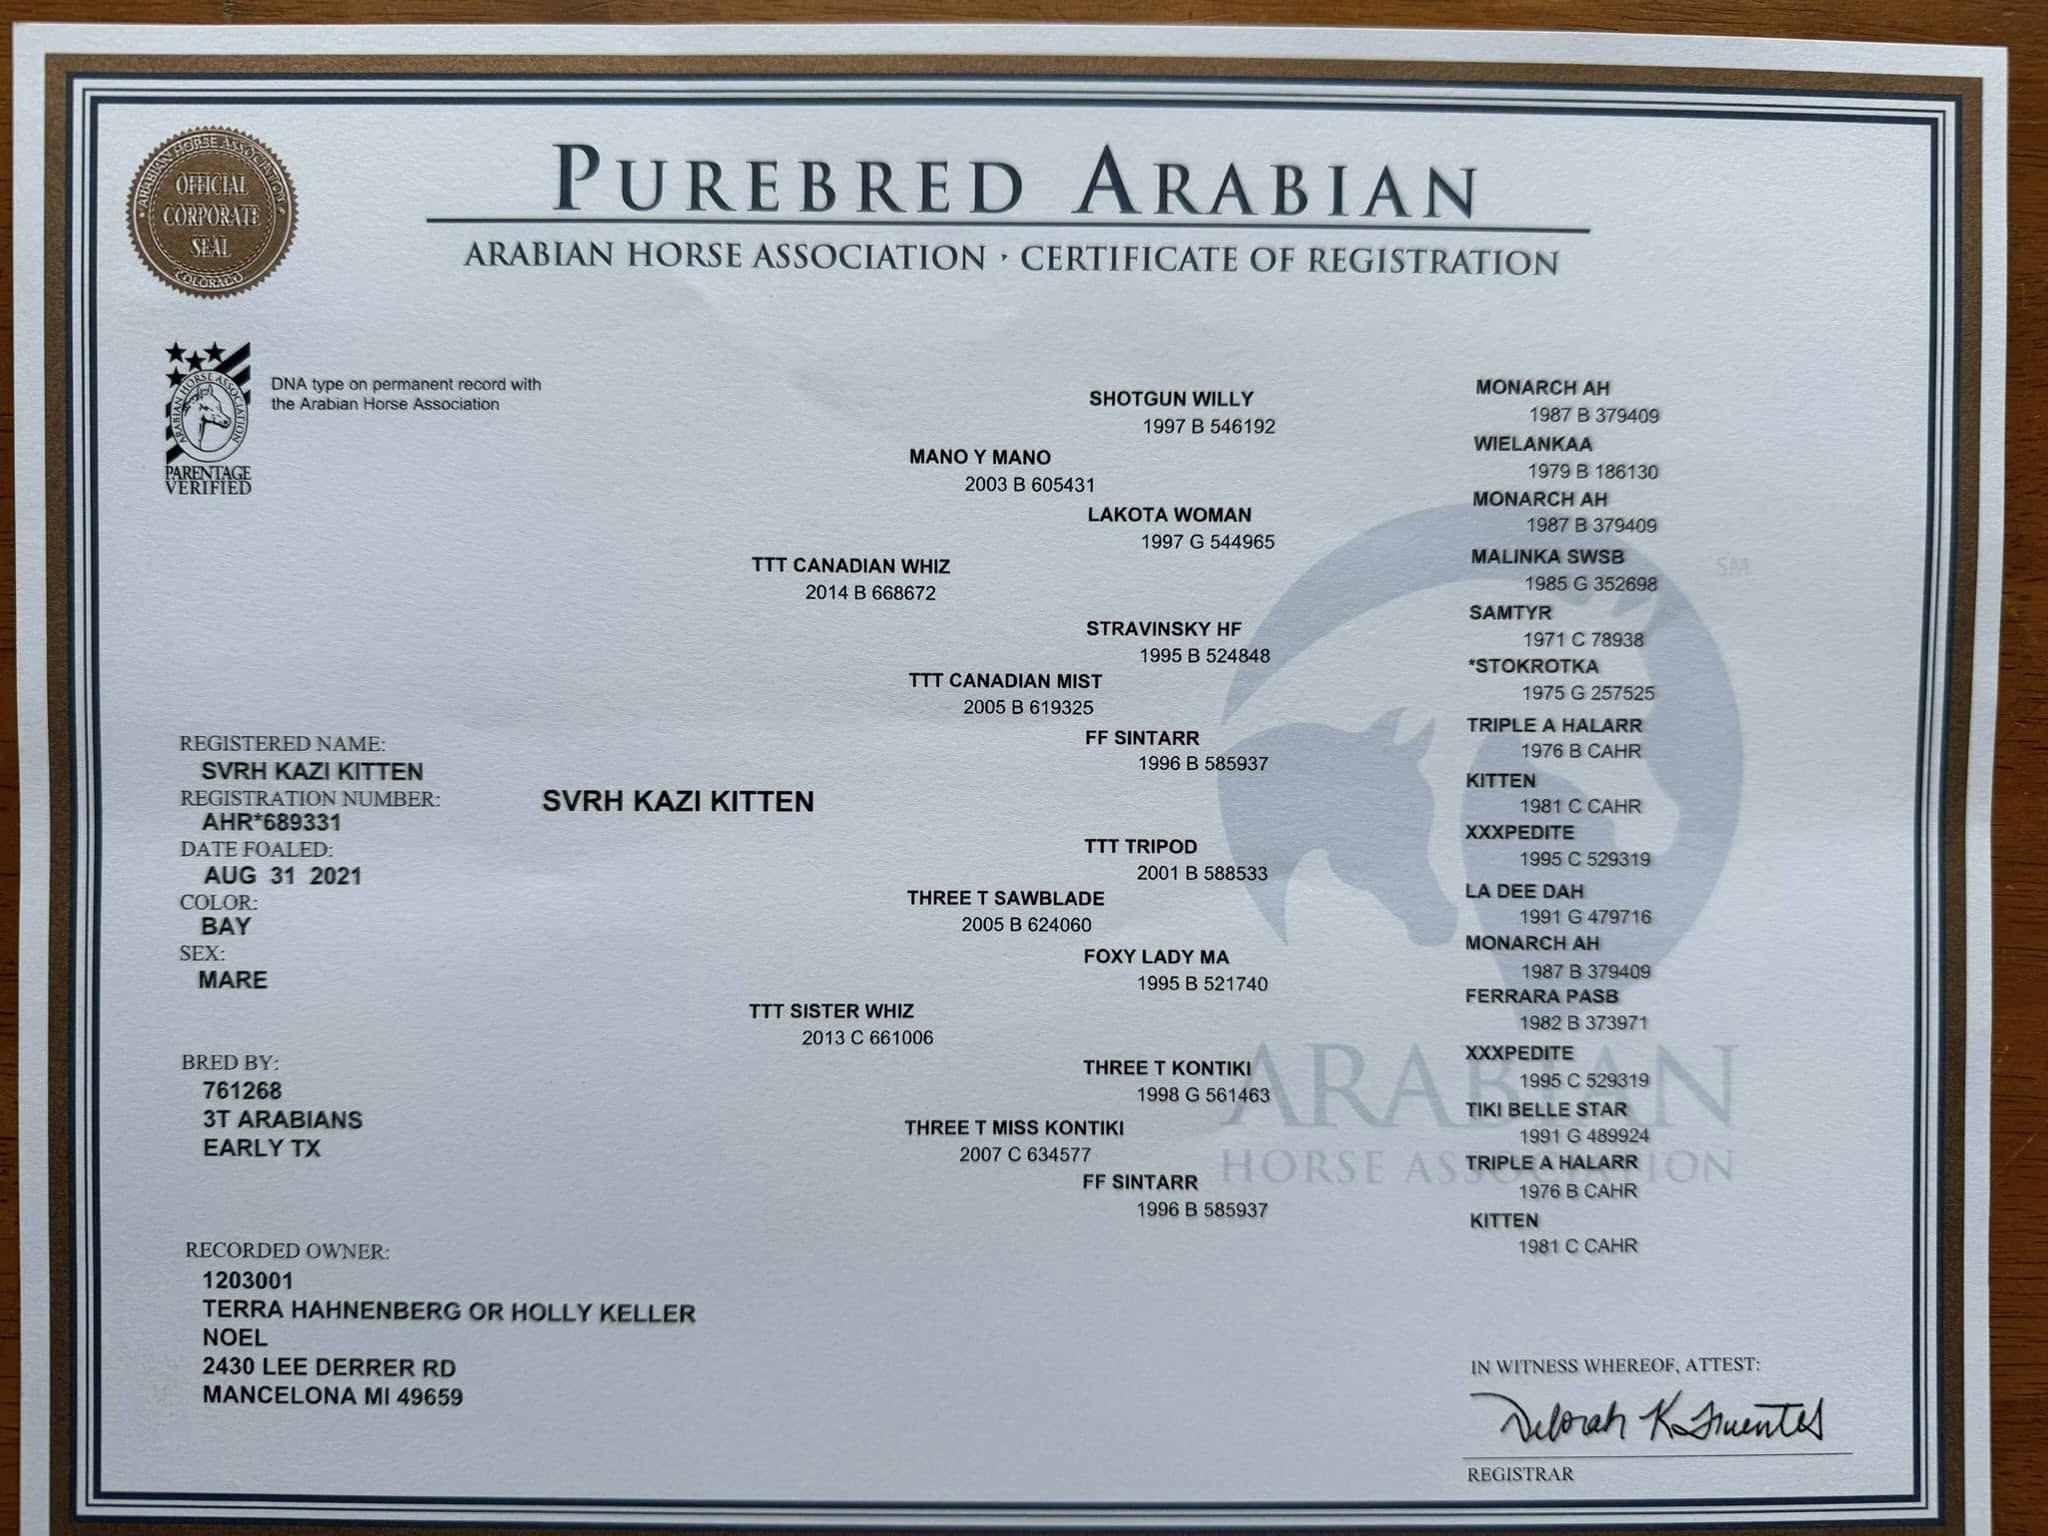 ARABIAN HORSE ASSOCIATION
OFFICIAL
CORPORATE
SEAL
COLORADO
PUREBRED ARABIAN
ARABIAN HORSE ASSOCIATION · CERTIFICATE OF REGISTRATION
ARABIAN HORSE ASSOCIATION
PARENTAGE
VERIFIED
DNA type on permanent record with
the Arabian Horse Association
SHOTGUN WILLY
1997 B 546192
MANO Y MANO
2003 B 605431
LAKOTA WOMAN
1997 G 544965
TTT CANADIAN WHIZ
2014 B 668672
STRAVINSKY HF
1995 B 524848
TTT CANADIAN MIST
2005 B 619325
FF SINTARR
1996 B 585937
MONARCH AH
1987 B 379409
WIELANKAA
1979 B 186130
MONARCH AH
1987 B 379409
MALINKA SWSB
1985 G 352698
SAMTYR
1971 C 78938
*STOKROTKA
1975 G 257525
TRIPLE A HALARR
1976 B CAHR
KITTEN
1981 C CAHR
SM
REGISTERED NAME:
SVRH KAZI KITTEN
REGISTRATION NUMBER:
AHR*689331
DATE FOALED:
AUG 31 2021
COLOR:
BAY
SEX:
MARE
SVRH KAZI KITTEN
TTT TRIPOD
2001 B 588533
THREE T SAWBLADE
2005 B 624060
FOXY LADY MA
1995 B 521740
TTT SISTER WHIZ
2013 C 661006
THREE T KONTIKI
1998 G 561463
THREE T MISS KONTIKI
2007 C 634577
FF SINTARR
1996 B 585937
XXXPEDITE
1995 C 529319
LA DEE DAH
1991 G 479716
MONARCH AH
1987 B 379409
FERRARA PASB
1982 B 373971
XXXPEDITE
1995 C 529319
TIKI BELLE STAR
1991 G 489924
TRIPLE A HALARR
1976 B CAHR
KITTEN
1981 C CAHR
ARABIAN
HORSE ASSOCIATION
BRED BY:
761268
3T ARABIANS
EARLY TX
RECORDED OWNER:
1203001
TERRA HAHNENBERG OR HOLLY KELLER
NOEL
2430 LEE DERRER RD
MANCELONA MI 49659
IN WITNESS WHEREOF, ATTEST:
Deborah K Fuentes
REGISTRAR